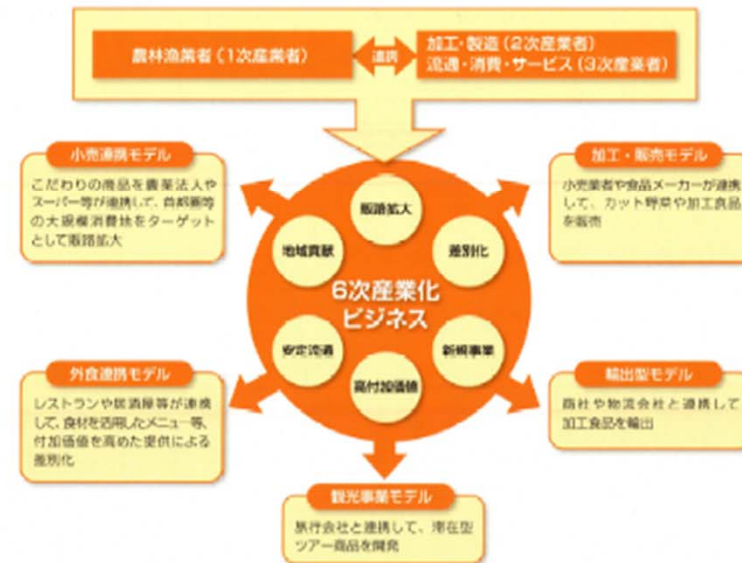 農林漁業者（1次産業者）
連携
加工・製造（2次産業者）
流通・消費・サービス（3次産業者）
小売連携モデル
こだわりの商品を農業法人や
スーパー等が連携して、首都圏等
の大規模消費地をターゲット
として販路拡大
加工・販売モデル
小売業者や食品メーカーが連携
して、カット野菜や加工食品
を販売
販路拡大
地域貢献
差別化
6次産業化
ビジネス
安定流通
新規事業
高付加価値
外食連携モデル
レストランや居酒屋等が連携
して、食材を活用したメニュー等、
付加価値を高めた提供による
差別化
輸出型モデル
商社や物流会社と連携して
加工食品を輸出
観光事業モデル
旅行会社と連携して、滞在型
ツアー商品を開発